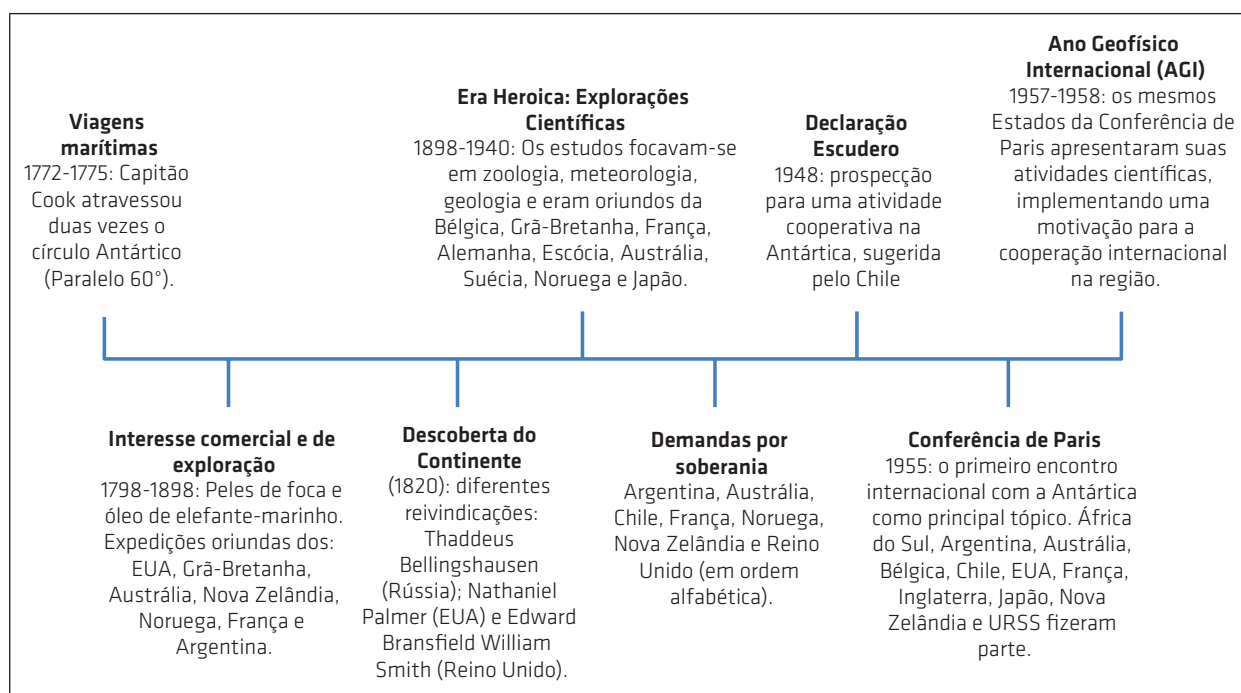 Viagens
marítimas
1772-1775: Capitão
Cook atravessou
duas vezes o
círculo Antártico
(Paralelo 60°).
Interesse comercial e de
exploração
1798-1898: Peles de foca e
óleo de elefante-marinho.
Expedições oriundas dos:
EUA, Grã-Bretanha,
Austrália, Nova Zelândia,
Noruega, França e
Argentina.
Descoberta do
Continente
(1820): diferentes
reivindicações:
Thaddeus
Bellingshausen
(Rússia); Nathaniel
Palmer (EUA) e Edward
Bransfield William
Smith (Reino Unido).
Era Heroica: Explorações
Científicas
1898-1940: Os estudos focavam-se
em zoologia, meteorologia,
geologia e eram oriundos da
Bélgica, Grã-Bretanha, França,
Alemanha, Escócia, Austrália,
Suécia, Noruega e Japão.
Demandas por
soberania
Argentina, Austrália,
Chile, França, Noruega,
Nova Zelândia e Reino
Unido (em ordem
alfabética).
Declaração
Escudero
1948: prospecção
para uma atividade
cooperativa na
Antártica, sugerida
pelo Chile
Conferência de Paris
1955: o primeiro encontro
internacional com a Antártica
como principal tópico. África
do Sul, Argentina, Austrália,
Bélgica, Chile, EUA, França,
Inglaterra, Japão, Nova
Zelândia e URSS fizeram
parte.
Ano Geofísico
Internacional (AGI)
1957-1958: os mesmos
Estados da Conferência de
Paris apresentaram suas
atividades científicas,
implementando uma
motivação para a
cooperação internacional
na região.